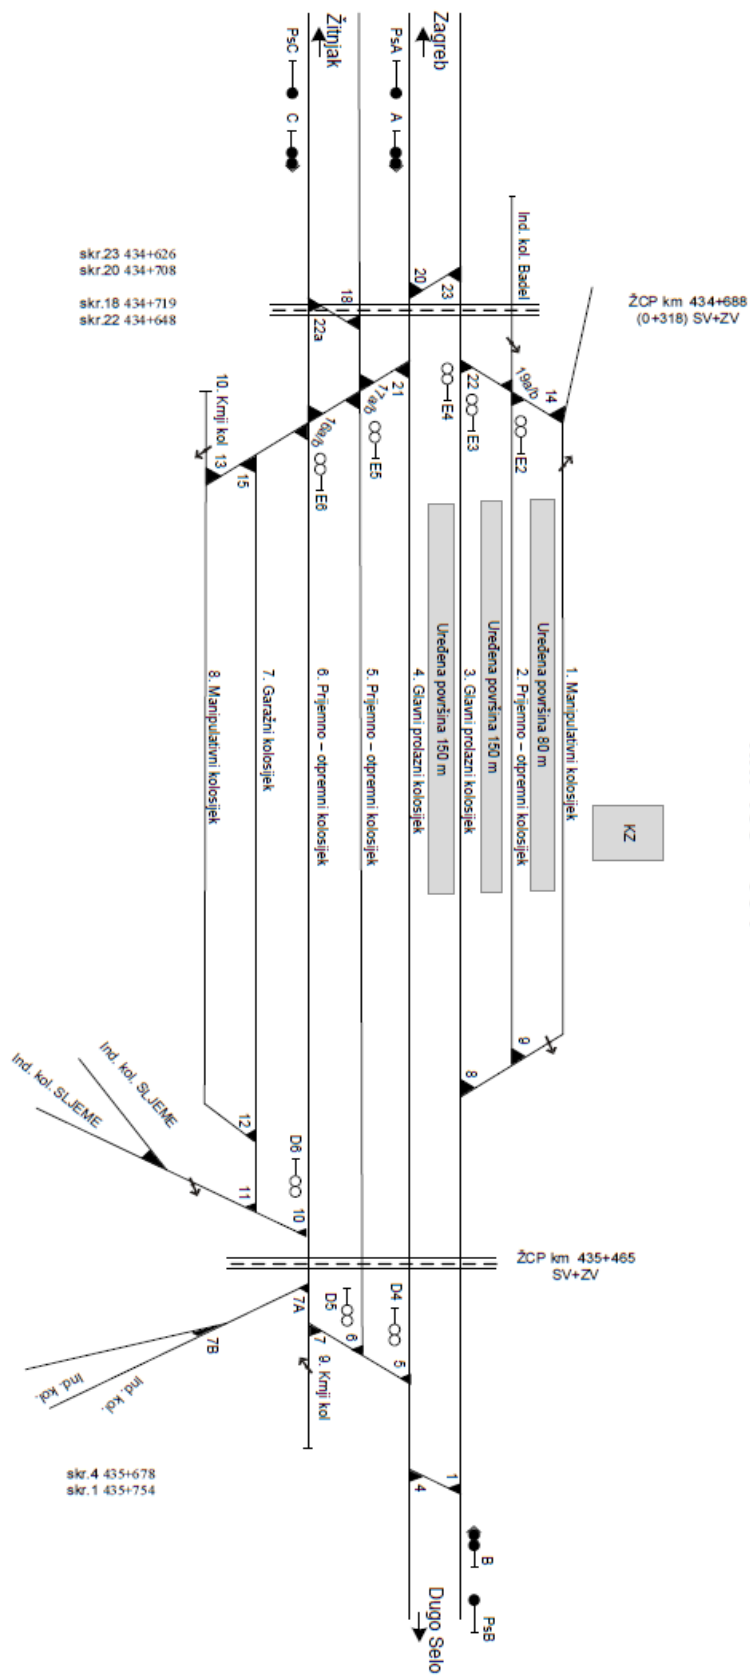 Žitnjak
Zagreb
PsC
C
PsA
A
Ind. kol. Badel
skr.23 434+626
skr.20 434+708
skr.18 434+719
skr.22 434+648
ŽCP km 434+688
(0+318) SV+ZV
20
23
18
22a
19a/b
14
22
E4
E3
E2
21
17a/b
E5
16a/b
E6
10. Krnji kol
13
15
Uređena površina 150 m
Uređena površina 150 m
Uređena površina 80 m
1. Manipulativni kolosijek
2. Prijemno – otpremni kolosijek
3. Glavni prolazni kolosijek
4. Glavni prolazni kolosijek
5. Prijemno – otpremni kolosijek
6. Prijemno – otpremni kolosijek
7. Garažni kolosijek
8. Manipulativni kolosijek
KZ
9
8
Ind. kol. SLJEME
Ind. kol. SLJEME
12
11
D6
10
ŽCP km 435+465
SV+ZV
7A
7B
D5
D4
6
5
7
9. Krnji kol
Ind. kol.
Ind. kol.
skr.4 435+678
skr.1 435+754
1
4
B
PsB
Dugo Selo